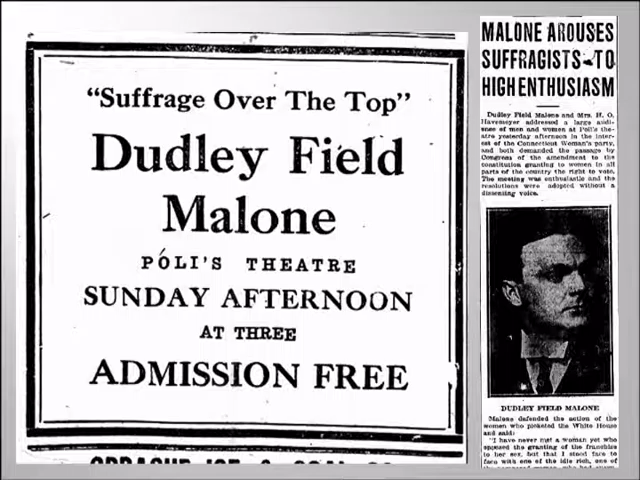 "Suffrage Over The Top"
Dudley Field
Malone
PÓLI'S THEATRE
SUNDAY AFTERNOON
AT THREE
ADMISSION FREE
MALONE AROUSES
SUFFRAGISTS TO
HIGH ENTHUSIASM
Dudley Field Malone and Mrs. H. O.
Havemeyer addressed a large audi-
ence of men and women at Poli's the-
atre yesterday afternoon in the inter-
est of the Connecticut Woman's party,
and both demanded the passage by
Congress of the amendment to the
constitution granting to women in all
parts of the country the right to vote.
The meeting was enthusiastic and the
resolutions were adopted without a
dissenting voice.
DUDLEY FIELD MALONE
Malone defended the action of the
women who picketed the White House
and said:
"I have never met a woman yet who
opposed the granting of the franchise
to her sex, but that I stood face to
face with one of the idle rich, one of